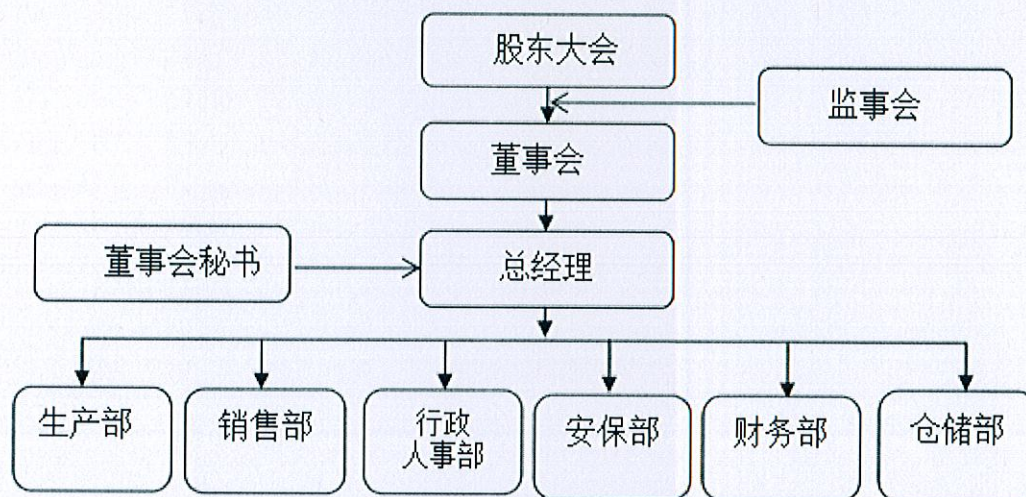 股东大会
监事会
董事会
董事会秘书
总经理
生产部
销售部
行政
人事部
安保部
财务部
仓储部